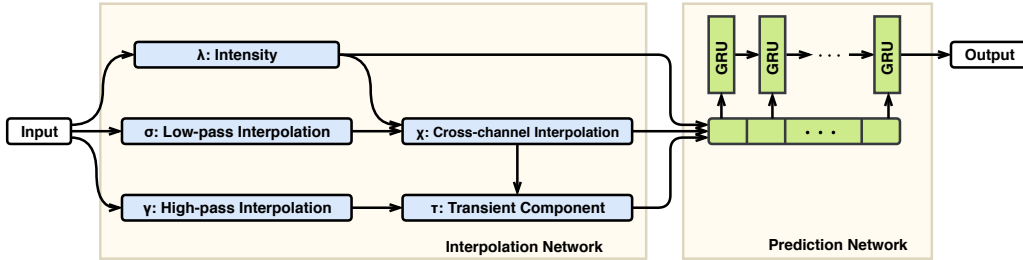 Input
λ: Intensity
σ: Low-pass Interpolation
γ: High-pass Interpolation
χ: Cross-channel Interpolation
τ: Transient Component
Interpolation Network
GRU
GRU
. . .
GRU
. . .
Prediction Network
Output